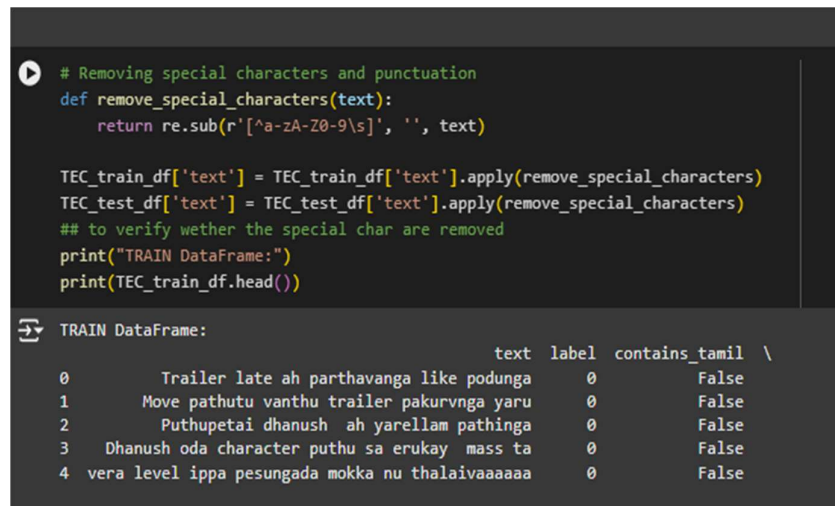 # Removing special characters and punctuation
def remove_special_characters(text):
    return re.sub(r'[^a-zA-Z0-9\s]', '', text)
TEC_train_df['text'] = TEC_train_df['text'].apply(remove_special_characters)
TEC_test_df['text'] = TEC_test_df['text'].apply(remove_special_characters)
## to verify wether the special char are removed
print("TRAIN DataFrame:")
print(TEC_train_df.head())
TRAIN DataFrame:
text label contains_tamil \
0 Trailer late ah parthavanga like podunga 0 False
1 Move pathutu vanthu trailer pakurvnga yaru 0 False
2 Puthupetai dhanush  ah yarellam pathinga 0 False
3 Dhanush oda character puthu sa erukay  mass ta 0 False
4 vera level ippa pesungada mokka nu thalaivaaaaaa 0 False